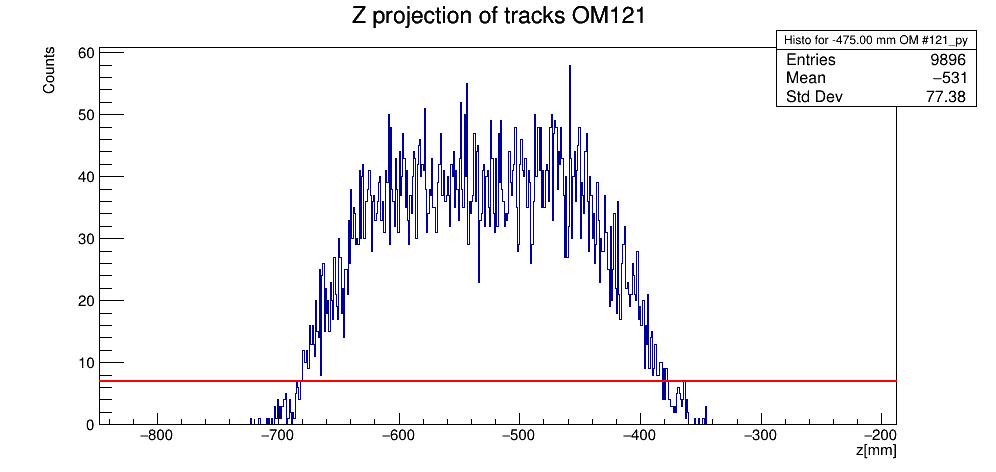 Z projection of tracks OM121
Histo for -475.00 mm OM #121_py
Entries 9896
Mean −531
Std Dev 77.38
Counts
60
50
40
30
20
10
0
−800 −700 −600 −500 −400 −300 −200
z[mm]